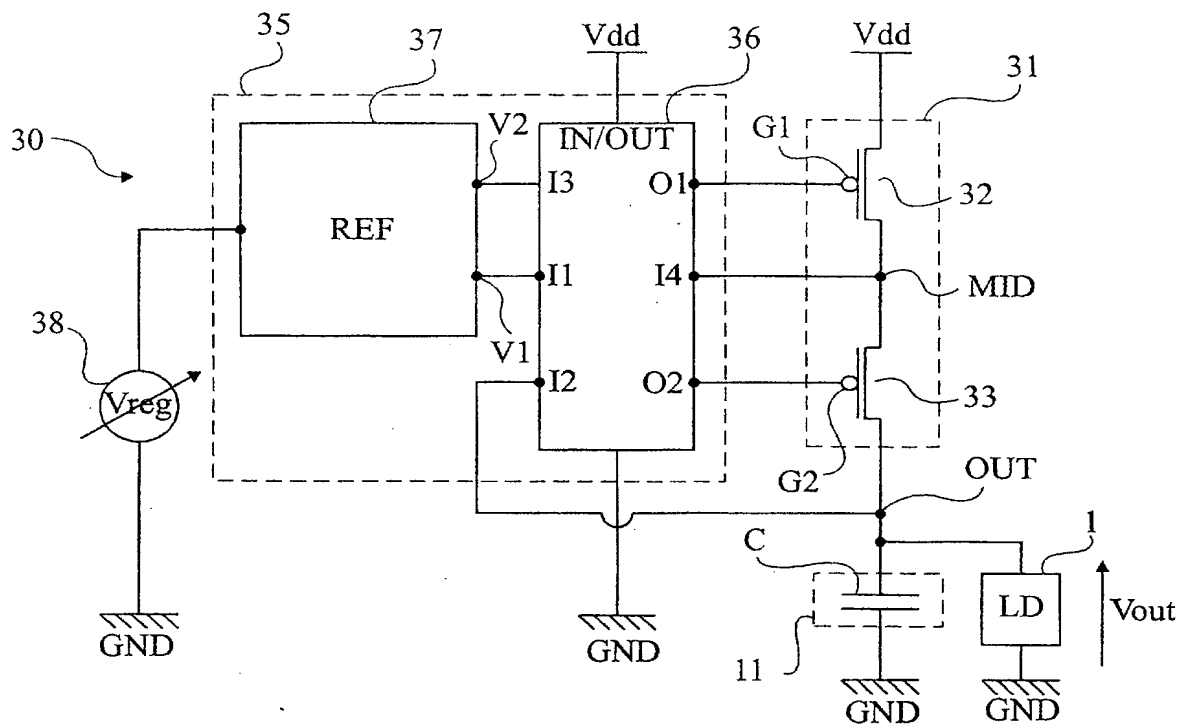 35
37
Vdd
36
Vdd
31
30
V2
IN/OUT
G1
I3
O1
32
REF
I1
I4
MID
38
V1
Vreg
I2
O2
33
G2
OUT
C
1
LD
Vout
GND
GND
11
GND
GND